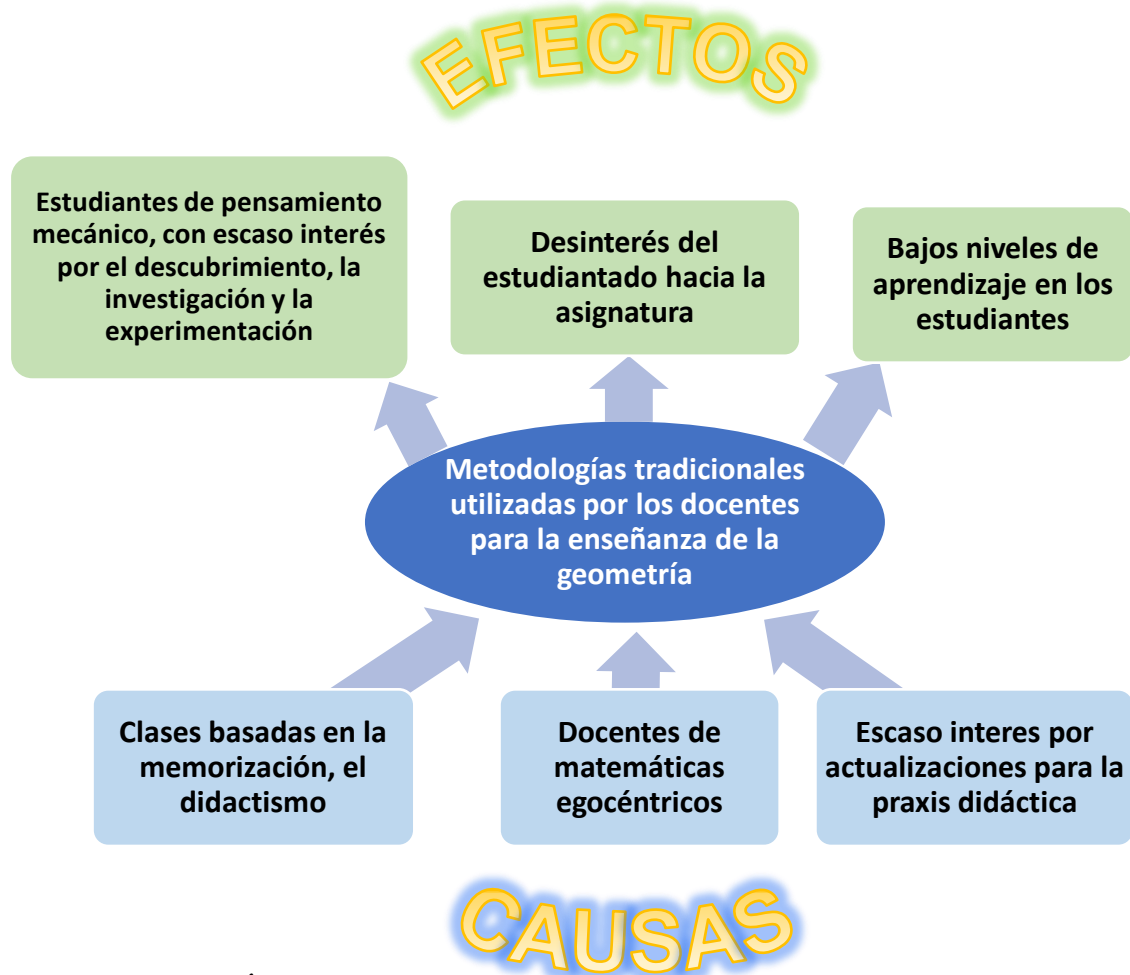 EFECTOS
Estudiantes de pensamiento
mecánico, con escaso interés
por el descubrimiento, la
investigación y la
experimentación
Desinterés del
estudiantado hacia la
asignatura
Bajos niveles de
aprendizaje en los
estudiantes
Metodologías tradicionales
utilizadas por los docentes
para la enseñanza de la
geometría
Clases basadas en la
memorización, el
didactismo
Docentes de
matemáticas
egocéntricos
Escaso interes por
actualizaciones para la
praxis didáctica
CAUSAS